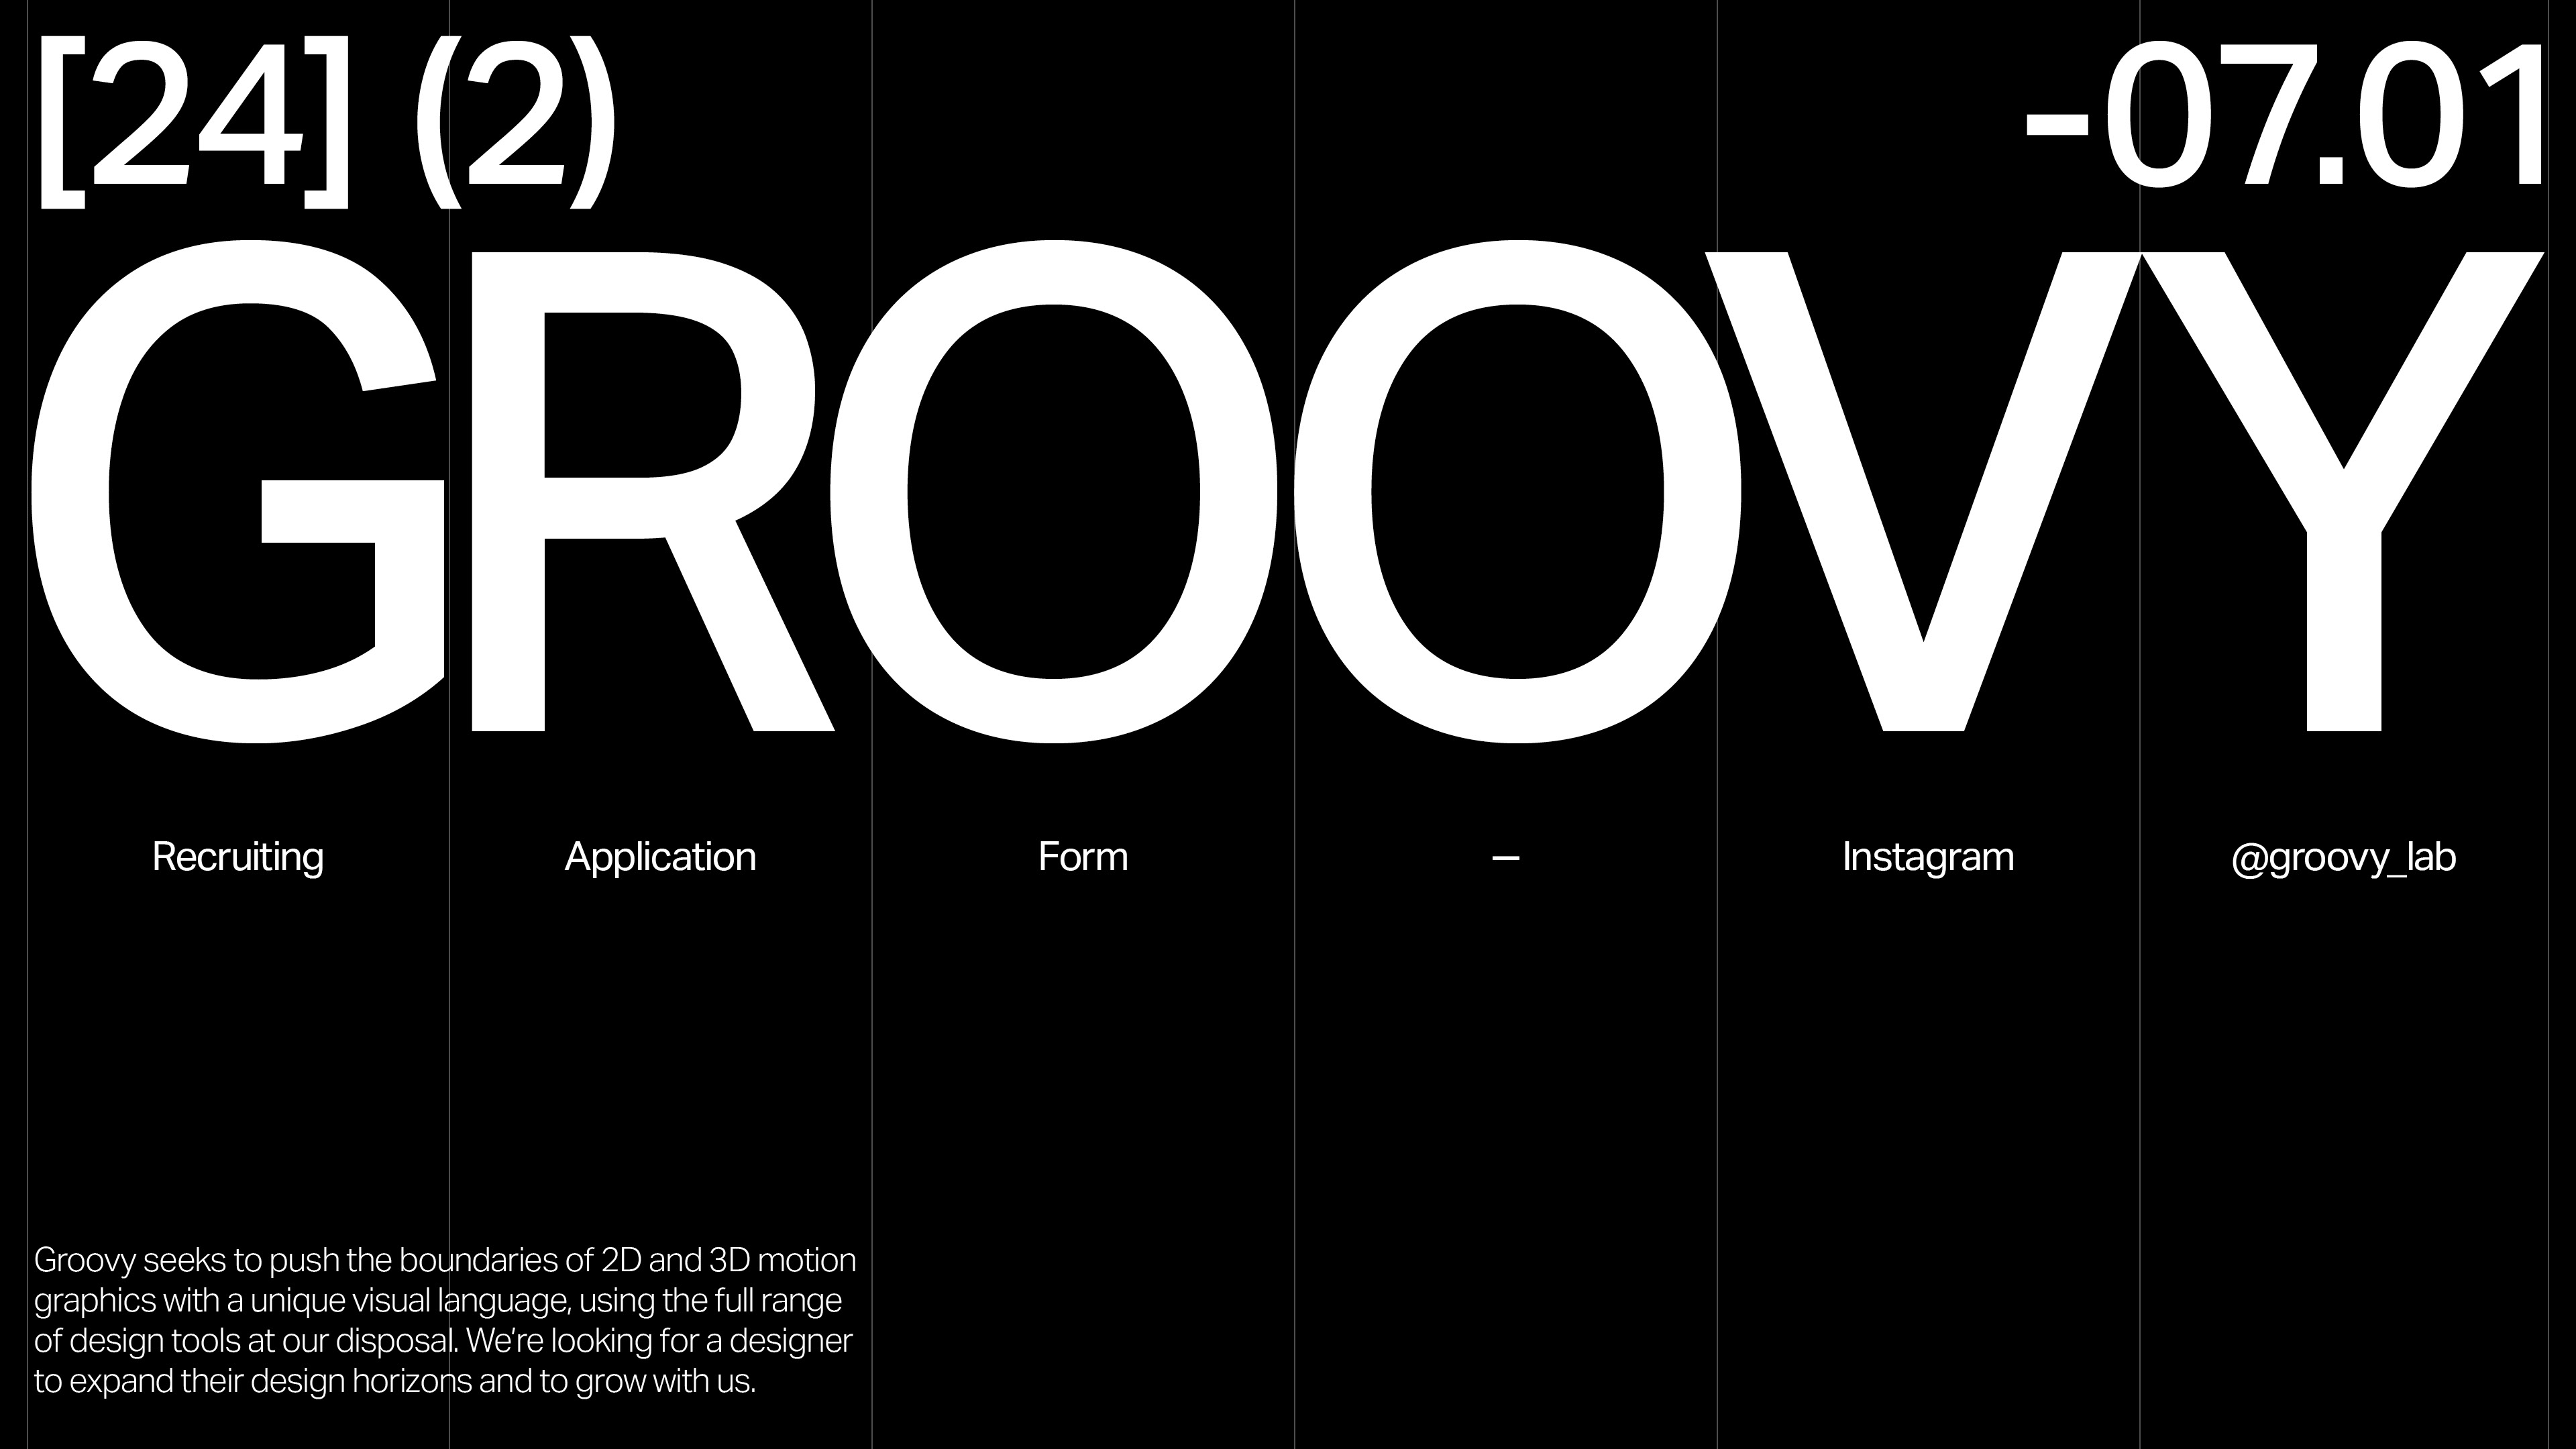 [24] (2) -07.01
GROOVY
Recruiting Application Form – Instagram @groovy_lab
Groovy seeks to push the boundaries of 2D and 3D motion
graphics with a unique visual language, using the full range
of design tools at our disposal. We’re looking for a designer
to expand their design horizons and to grow with us.